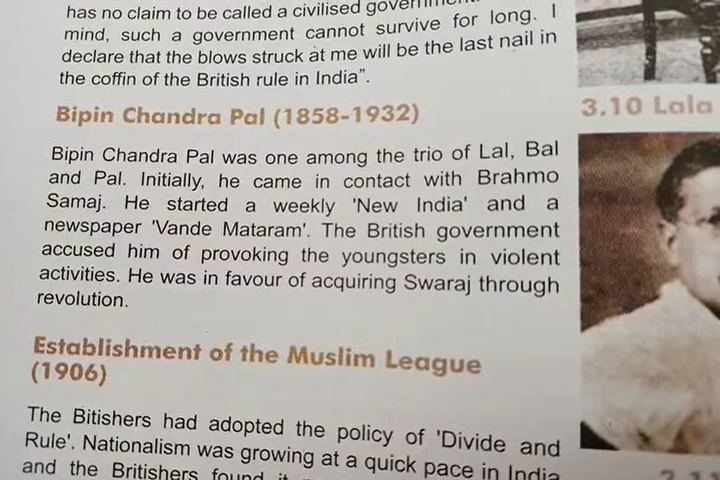 has no claim to be called a civilised government.
mind, such a government cannot survive for long. I
declare that the blows struck at me will be the last nail in
the coffin of the British rule in India”.
Bipin Chandra Pal (1858-1932)
3.10 Lala
Bipin Chandra Pal was one among the trio of Lal, Bal
and Pal. Initially, he came in contact with Brahmo
Samaj. He started a weekly 'New India' and a
newspaper 'Vande Mataram'. The British government
accused him of provoking the youngsters in violent
activities. He was in favour of acquiring Swaraj through
revolution.
Establishment of the Muslim League
(1906)
The Bitishers had adopted the policy of 'Divide and
Rule'. Nationalism was growing at a quick pace in India
and the Britishers found it